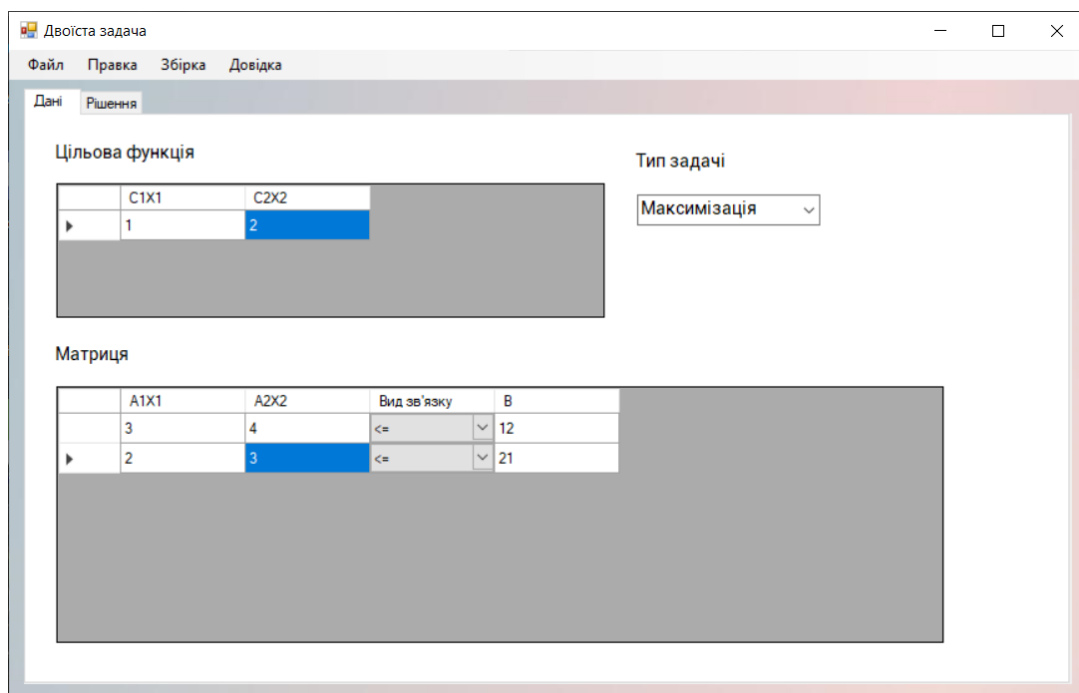 Двоїста задача
Файл Правка Збірка Довідка
Дані Рішення
Цільова функція
Тип задачі
C1X1 C2X2
1 2
Максимізація
Матриця
A1X1 A2X2 Вид зв'язку B
3 4 <= 12
2 3 <= 21